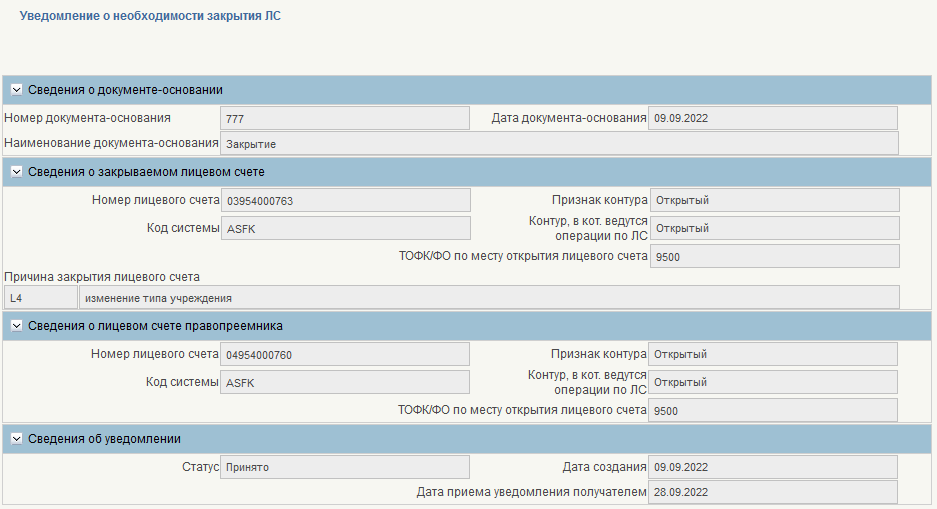 Уведомление о необходимости закрытия ЛС
Сведения о документе-основании
Номер документа-основания 777 Дата документа-основания 09.09.2022
Наименование документа-основания Закрытие
Сведения о закрываемом лицевом счете
Номер лицевого счета 03954000763 Признак контура Открытый
Код системы ASFK Контур, в кот. ведутся операции по ЛС Открытый
ТОФК/ФО по месту открытия лицевого счета 9500
Причина закрытия лицевого счета
L4 изменение типа учреждения
Сведения о лицевом счете правопреемника
Номер лицевого счета 04954000760 Признак контура Открытый
Код системы ASFK Контур, в кот. ведутся операции по ЛС Открытый
ТОФК/ФО по месту открытия лицевого счета 9500
Сведения об уведомлении
Статус Принято Дата создания 09.09.2022
Дата приема уведомления получателем 28.09.2022